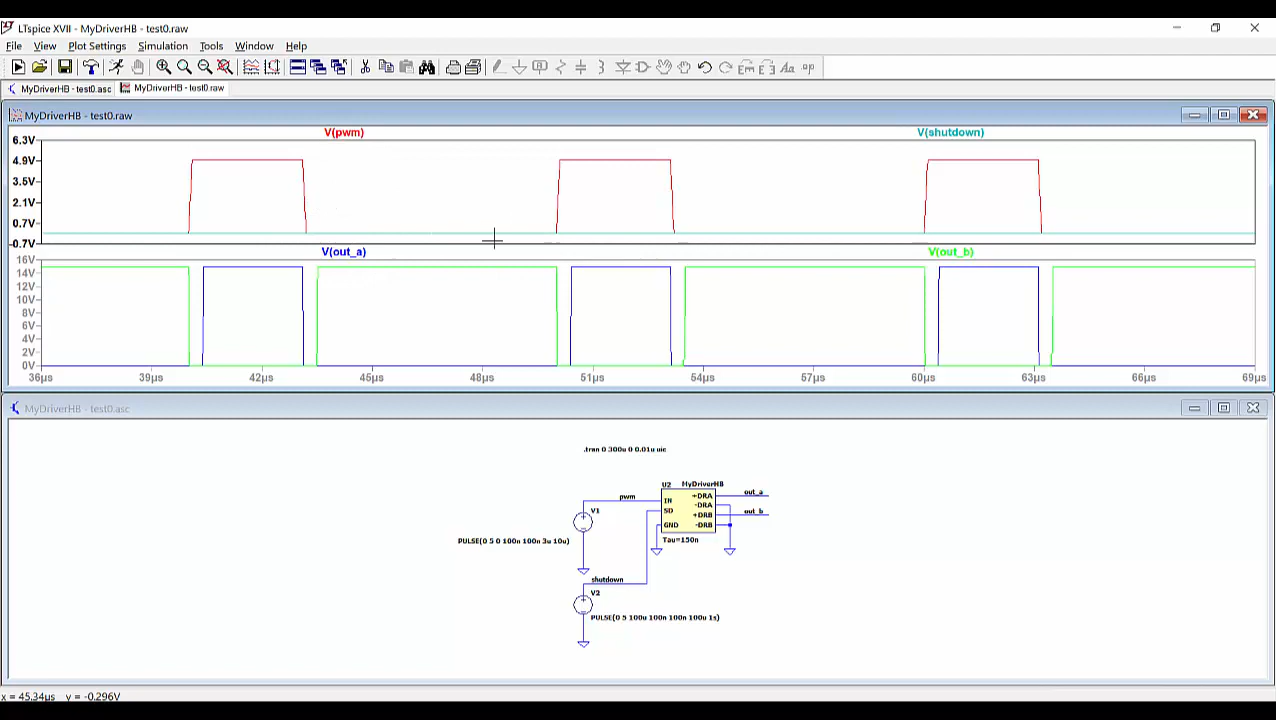 LTspice XVII - MyDriverHB - test0.raw
File View Plot Settings Simulation Tools Window Help
MyDriverHB - test0.asc MyDriverHB - test0.raw
MyDriverHB - test0.raw
V(pwm) V(shutdown)
6.3V
4.9V
3.5V
2.1V
0.7V
-0.7V
V(out_a) V(out_b)
16V
14V
12V
10V
8V
6V
4V
2V
0V
36µs 39µs 42µs 45µs 48µs 51µs 54µs 57µs 60µs 63µs 66µs 69µs
MyDriverHB - test0.asc
.tran 0 300u 0 0.01u uic
U2 MyDriverHB
pwm IN +DRA out_a
SD -DRA
V1 +DRB out_b
GND -DRB
PULSE(0 5 0 100n 100n 3u 10u) Tau=150n
shutdown
V2
PULSE(0 5 100u 100n 100n 100u 1s)
x = 45.34µs y = -0.296V